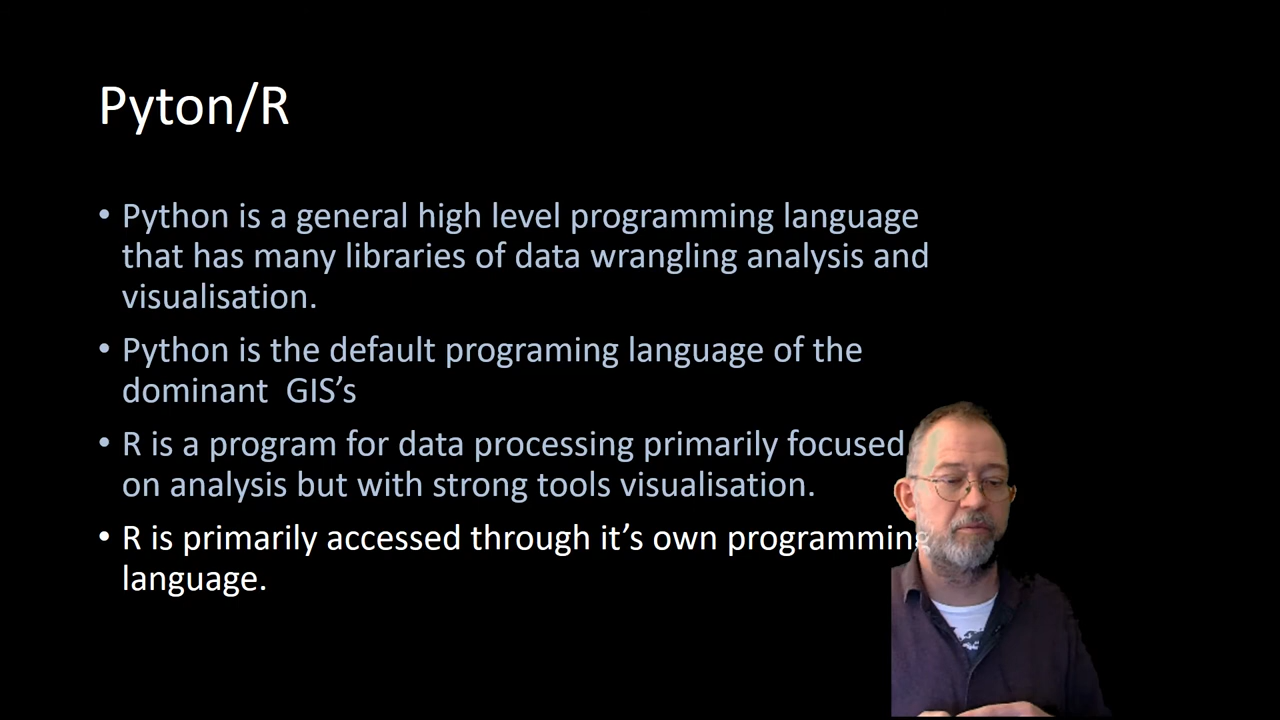 Pyton/R
• Python is a general high level programming language
that has many libraries of data wrangling analysis and
visualisation.
• Python is the default programing language of the
dominant  GIS’s
• R is a program for data processing primarily focused
on analysis but with strong tools visualisation.
• R is primarily accessed through it’s own programming
language.